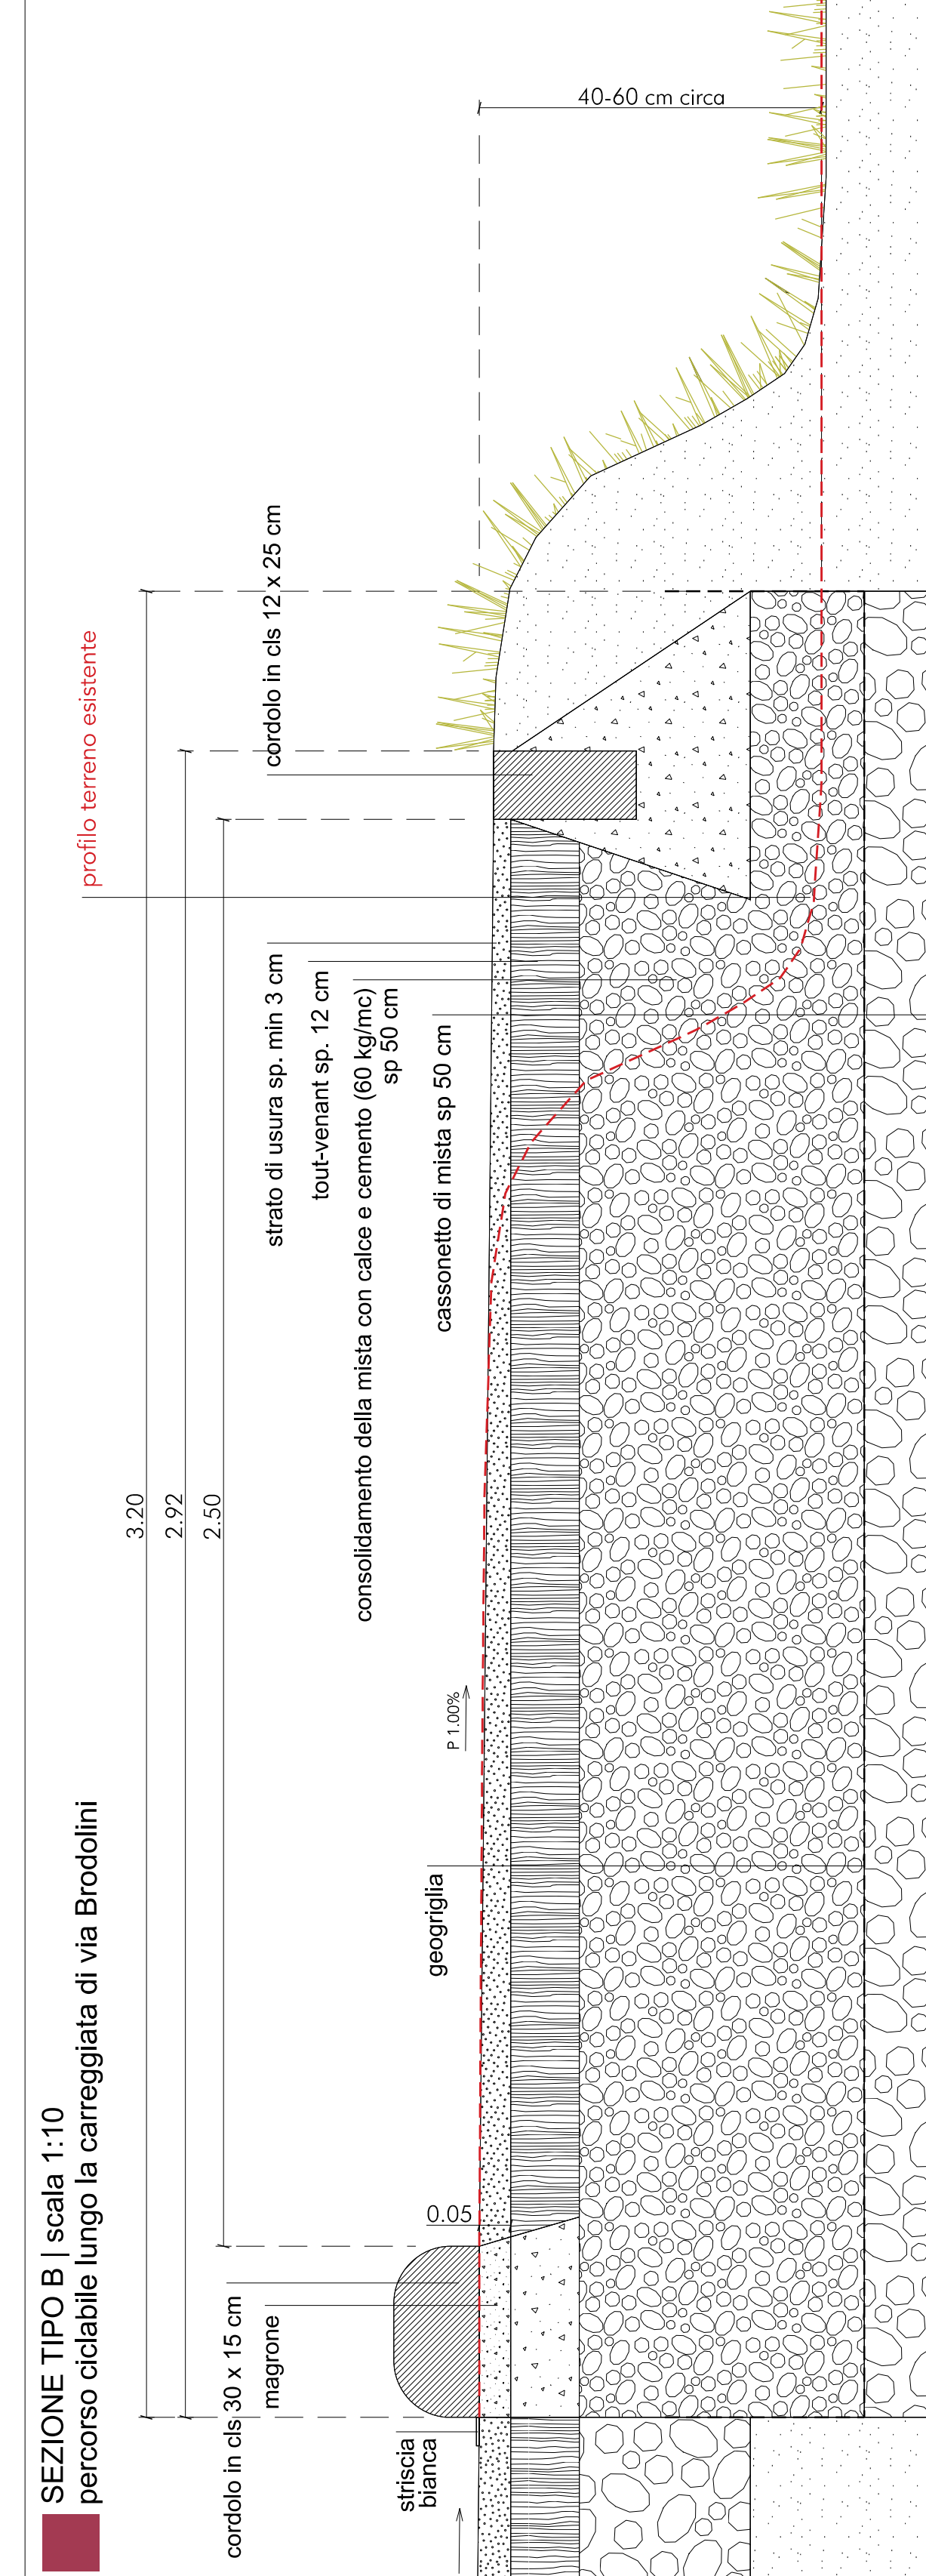 SEZIONE TIPO B | scala 1:10
percorso ciclabile lungo la carreggiata di via Brodolini
profilo terreno esistente
3.20
2.92
2.50
cordolo in cls 30 x 15 cm
magrone
strato di usura sp. min 3 cm
cordolo in cls 12 x 25 cm
tout-venant sp. 12 cm
consolidamento della mista con calce e cemento (60 kg/mc)
sp 50 cm
striscia
bianca
0.05
geogriglia
P 1.00%
cassonetto di mista sp 50 cm
40-60 cm circa